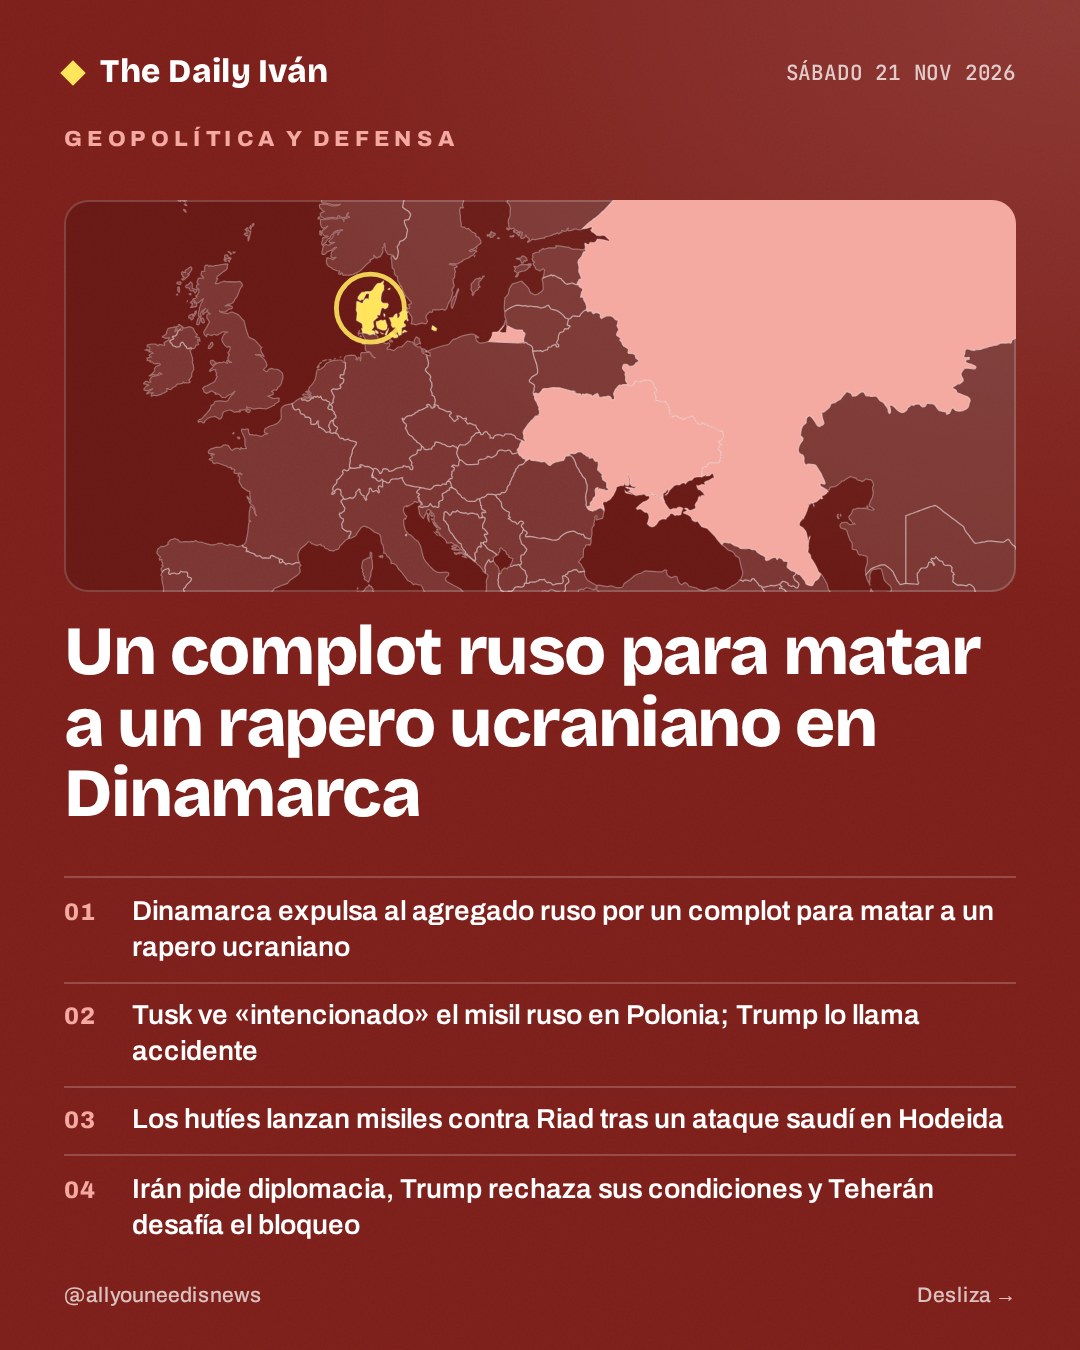 The Daily Iván
SÁBADO 21 NOV 2026
GEOPOLÍTICA Y DEFENSA
Un complot ruso para matar
a un rapero ucraniano en
Dinamarca
01 Dinamarca expulsa al agregado ruso por un complot para matar a un
rapero ucraniano
02 Tusk ve «intencionado» el misil ruso en Polonia; Trump lo llama
accidente
03 Los hutíes lanzan misiles contra Riad tras un ataque saudí en Hodeida
04 Irán pide diplomacia, Trump rechaza sus condiciones y Teherán
desafía el bloqueo
@allyouneedisnews
Desliza →